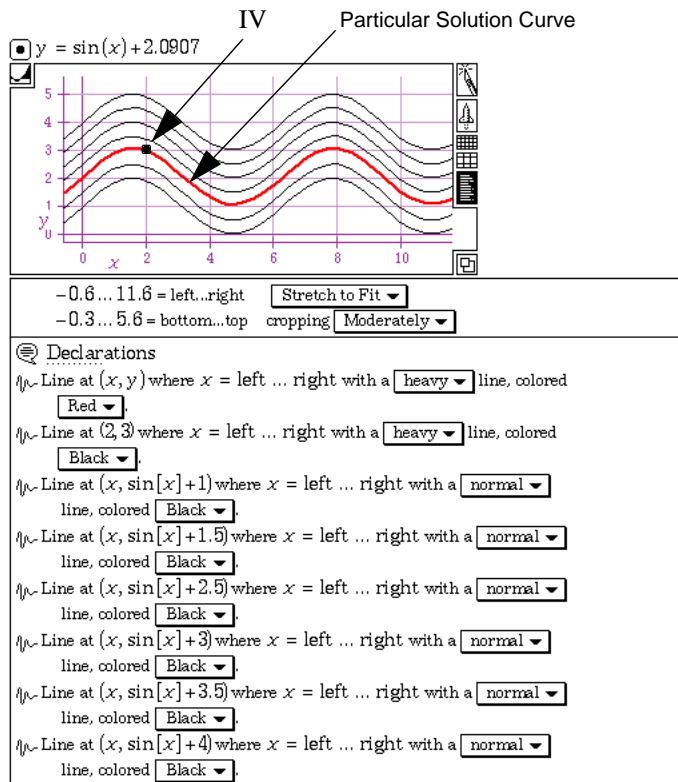 IV
Particular Solution Curve
y = sin(x)+2.0907
5
4
3
2
1
y 0
0 2 4 6 8 10
x
−0.6 ... 11.6 = left...right Stretch to Fit
−0.3 ... 5.6 = bottom...top cropping Moderately
Declarations
Line at (x, y) where x = left ... right with a heavy line, colored
Red .
Line at (2, 3) where x = left ... right with a heavy line, colored
Black .
Line at (x, sin[x]+1) where x = left ... right with a normal
line, colored Black .
Line at (x, sin[x]+1.5) where x = left ... right with a normal
line, colored Black .
Line at (x, sin[x]+2.5) where x = left ... right with a normal
line, colored Black .
Line at (x, sin[x]+3) where x = left ... right with a normal
line, colored Black .
Line at (x, sin[x]+3.5) where x = left ... right with a normal
line, colored Black .
Line at (x, sin[x]+4) where x = left ... right with a normal
line, colored Black .